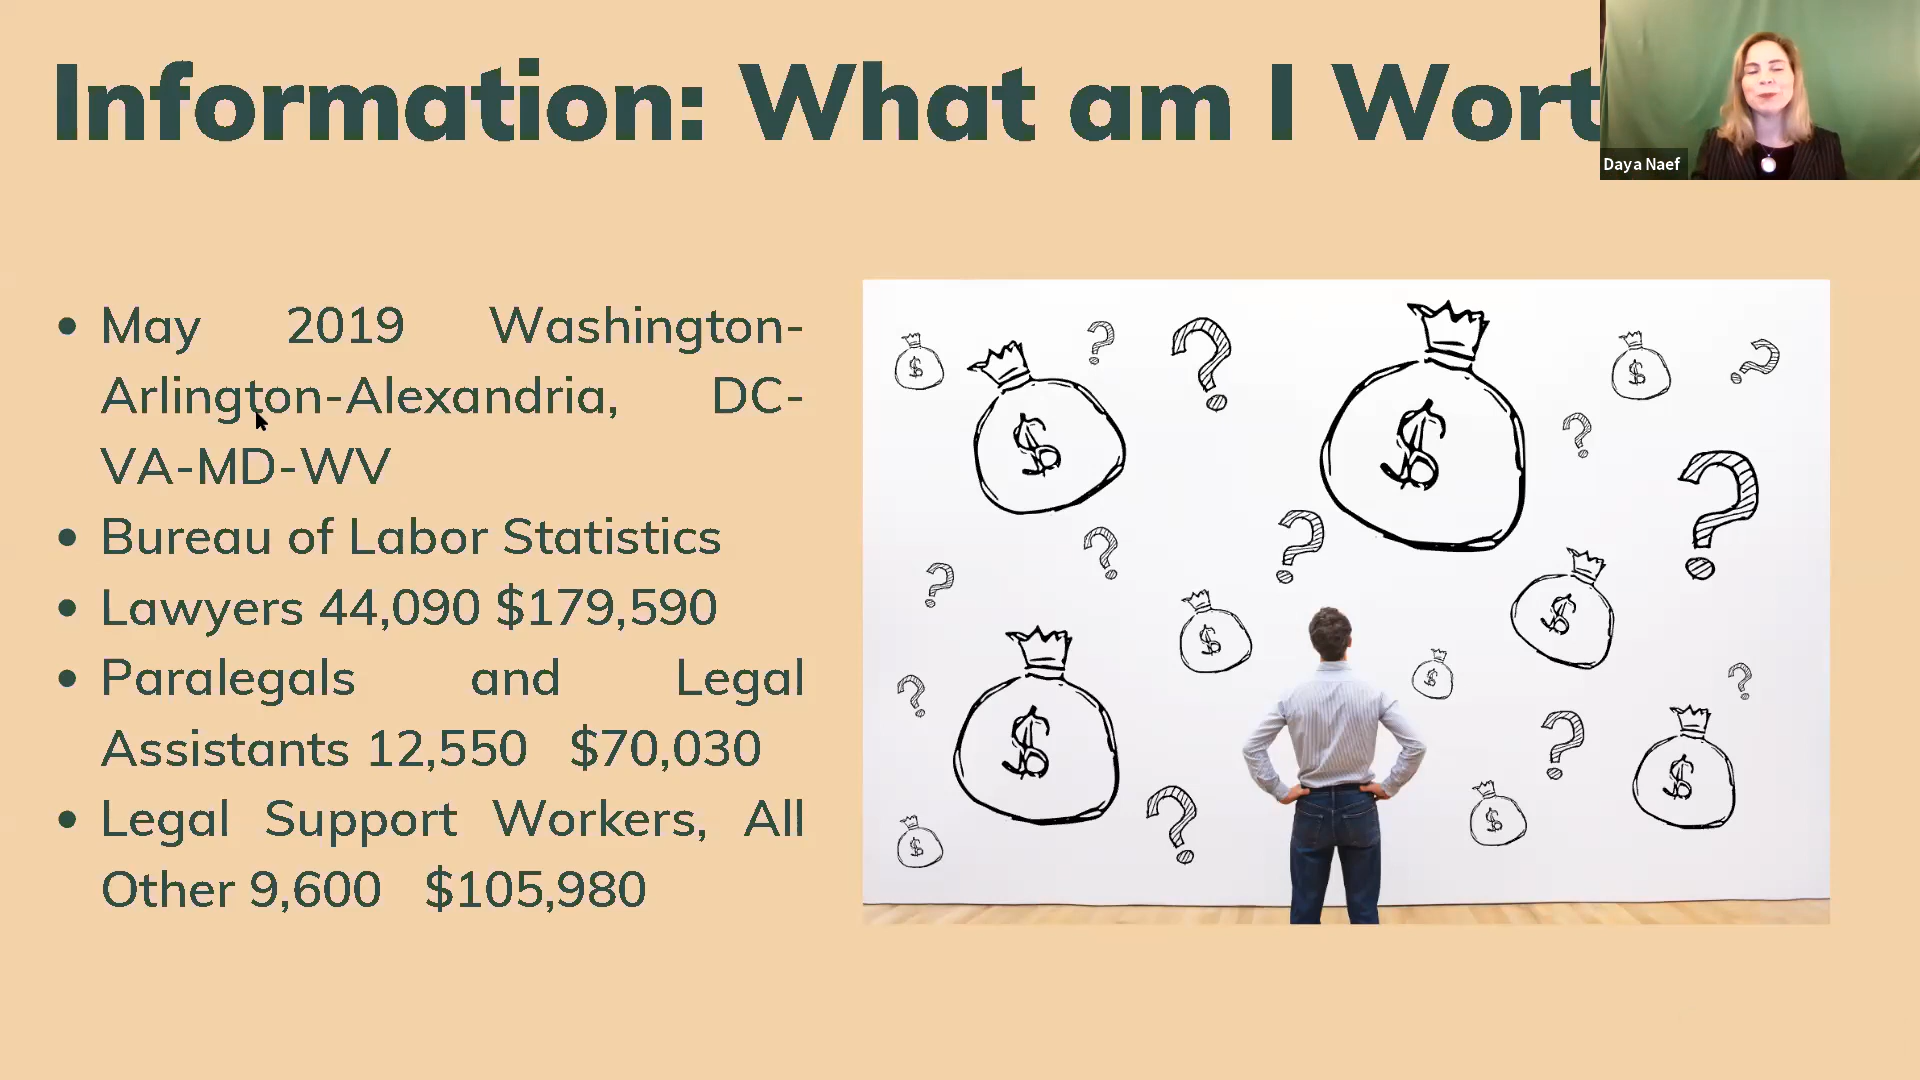 Information: What am I Wort
Daya Naef
May 2019 Washington-
Arlington-Alexandria, DC-
VA-MD-WV
Bureau of Labor Statistics
Lawyers 44,090 $179,590
Paralegals and Legal
Assistants 12,550 $70,030
Legal Support Workers, All
Other 9,600 $105,980